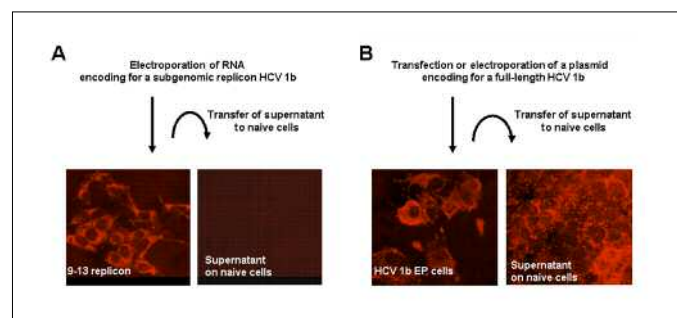 A
Electroporation of RNA
encoding for a subgenomic replicon HCV 1b
Transfer of supernatant
to naive cells
9-13 replicon
Supernatant
on naive cells
B
Transfection or electroporation of a plasmid
encoding for a full-length HCV 1b
Transfer of supernatant
to naive cells
HCV 1b EP. cells
Supernatant
on naive cells